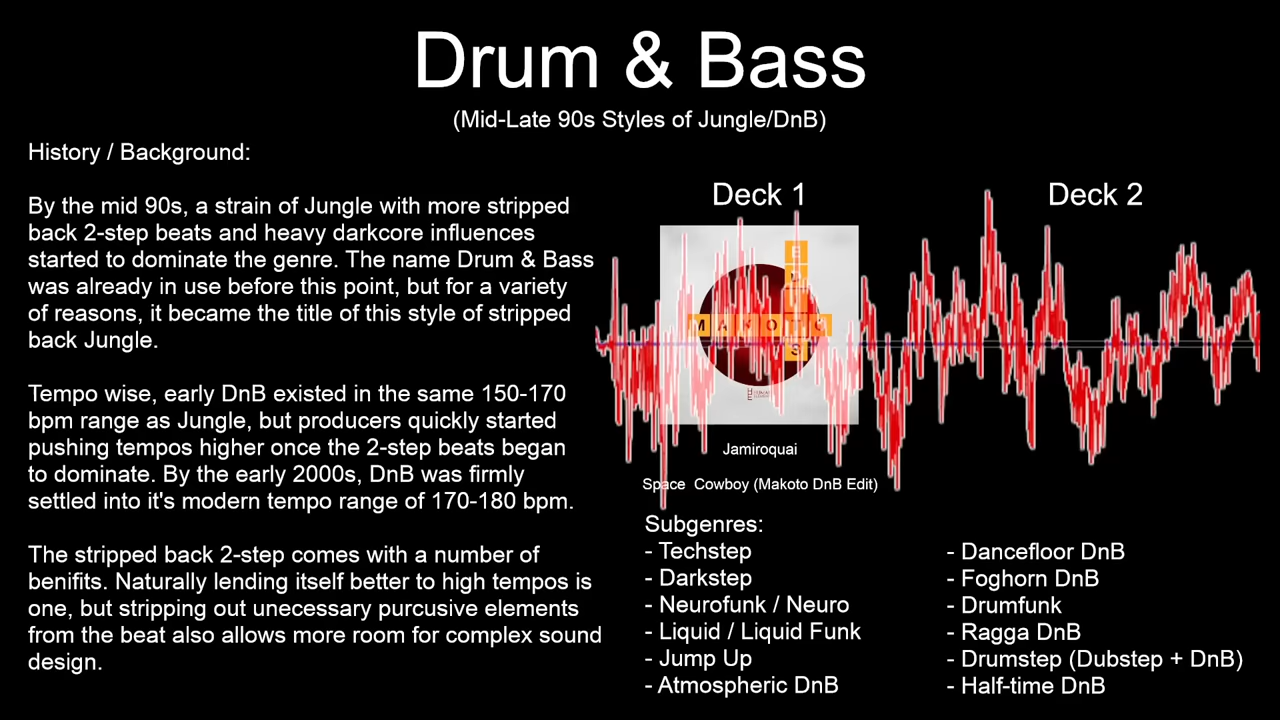 Drum & Bass
(Mid-Late 90s Styles of Jungle/DnB)
History / Background:
By the mid 90s, a strain of Jungle with more stripped
back 2-step beats and heavy darkcore influences
started to dominate the genre. The name Drum & Bass
was already in use before this point, but for a variety
of reasons, it became the title of this style of stripped
back Jungle.
Tempo wise, early DnB existed in the same 150-170
bpm range as Jungle, but producers quickly started
pushing tempos higher once the 2-step beats began
to dominate. By the early 2000s, DnB was firmly
settled into it's modern tempo range of 170-180 bpm.
The stripped back 2-step comes with a number of
benifits. Naturally lending itself better to high tempos is
one, but stripping out unecessary purcusive elements
from the beat also allows more room for complex sound
design.
Deck 1
Deck 2
MAKOTO
EDITS
Jamiroquai
Space Cowboy (Makoto DnB Edit)
Subgenres:
- Techstep
- Darkstep
- Neurofunk / Neuro
- Liquid / Liquid Funk
- Jump Up
- Atmospheric DnB
- Dancefloor DnB
- Foghorn DnB
- Drumfunk
- Ragga DnB
- Drumstep (Dubstep + DnB)
- Half-time DnB